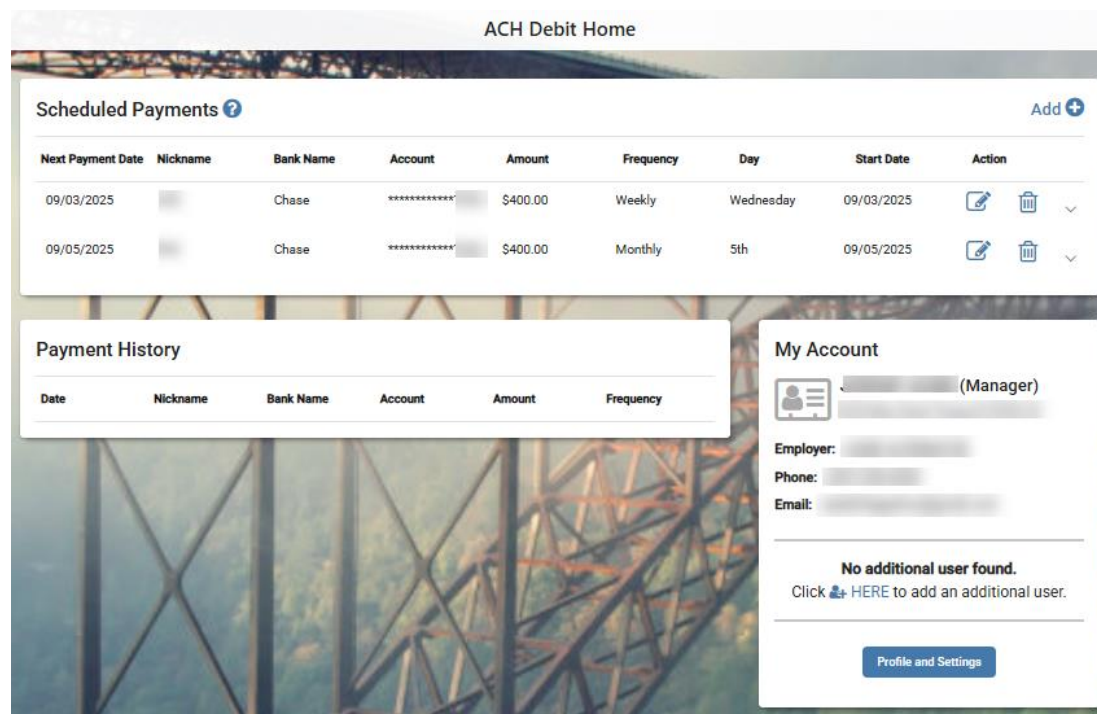 ACH Debit Home
Scheduled Payments ?
Add
Next Payment Date Nickname Bank Name Account Amount Frequency Day Start Date Action
09/03/2025 Chase ************ $400.00 Weekly Wednesday 09/03/2025
09/05/2025 Chase ************ $400.00 Monthly 5th 09/05/2025
Payment History
Date Nickname Bank Name Account Amount Frequency
My Account
(Manager)
Employer:
Phone:
Email:
No additional user found.
Click HERE to add an additional user.
Profile and Settings